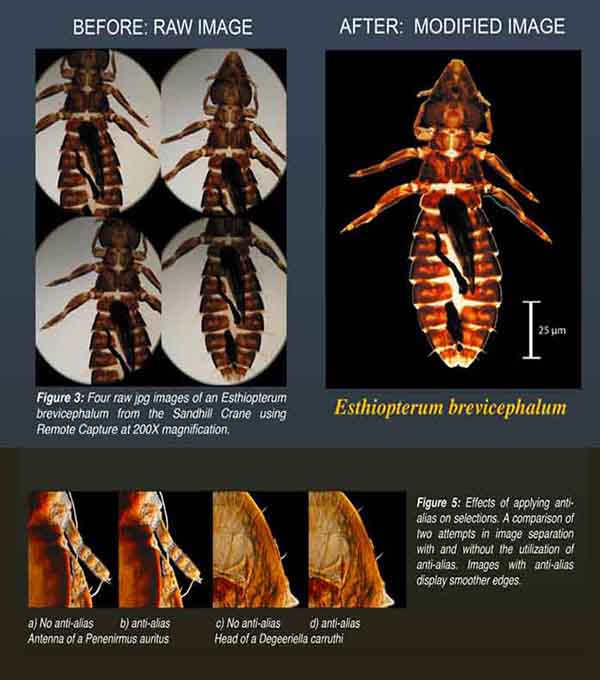 BEFORE: RAW IMAGE
AFTER: MODIFIED IMAGE
25 µm
Figure 3: Four raw jpg images of an Esthiopterum
brevicephalum from the Sandhill Crane using
Remote Capture at 200X magnification.
Esthiopterum brevicephalum
Figure 5: Effects of applying anti-
alias on selections. A comparison of
two attempts in image separation
with and without the utilization of
anti-alias. Images with anti-alias
display smoother edges.
a) No anti-alias b) anti-alias c) No anti-alias d) anti-alias
Antenna of a Penenirmus auritus Head of a Degeeriella carruthi